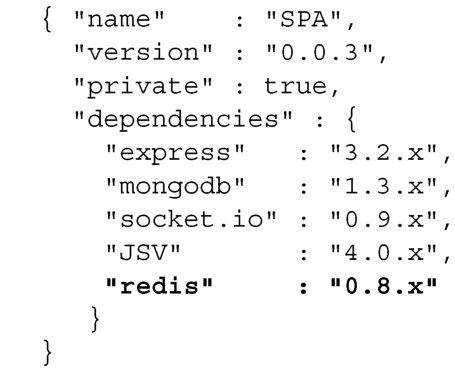 { "name"    : "SPA",
  "version" : "0.0.3",
  "private" : true,
  "dependencies" : {
    "express"   : "3.2.x",
    "mongodb"   : "1.3.x",
    "socket.io" : "0.9.x",
    "JSV"       : "4.0.x",
    "redis"     : "0.8.x"
   }
}